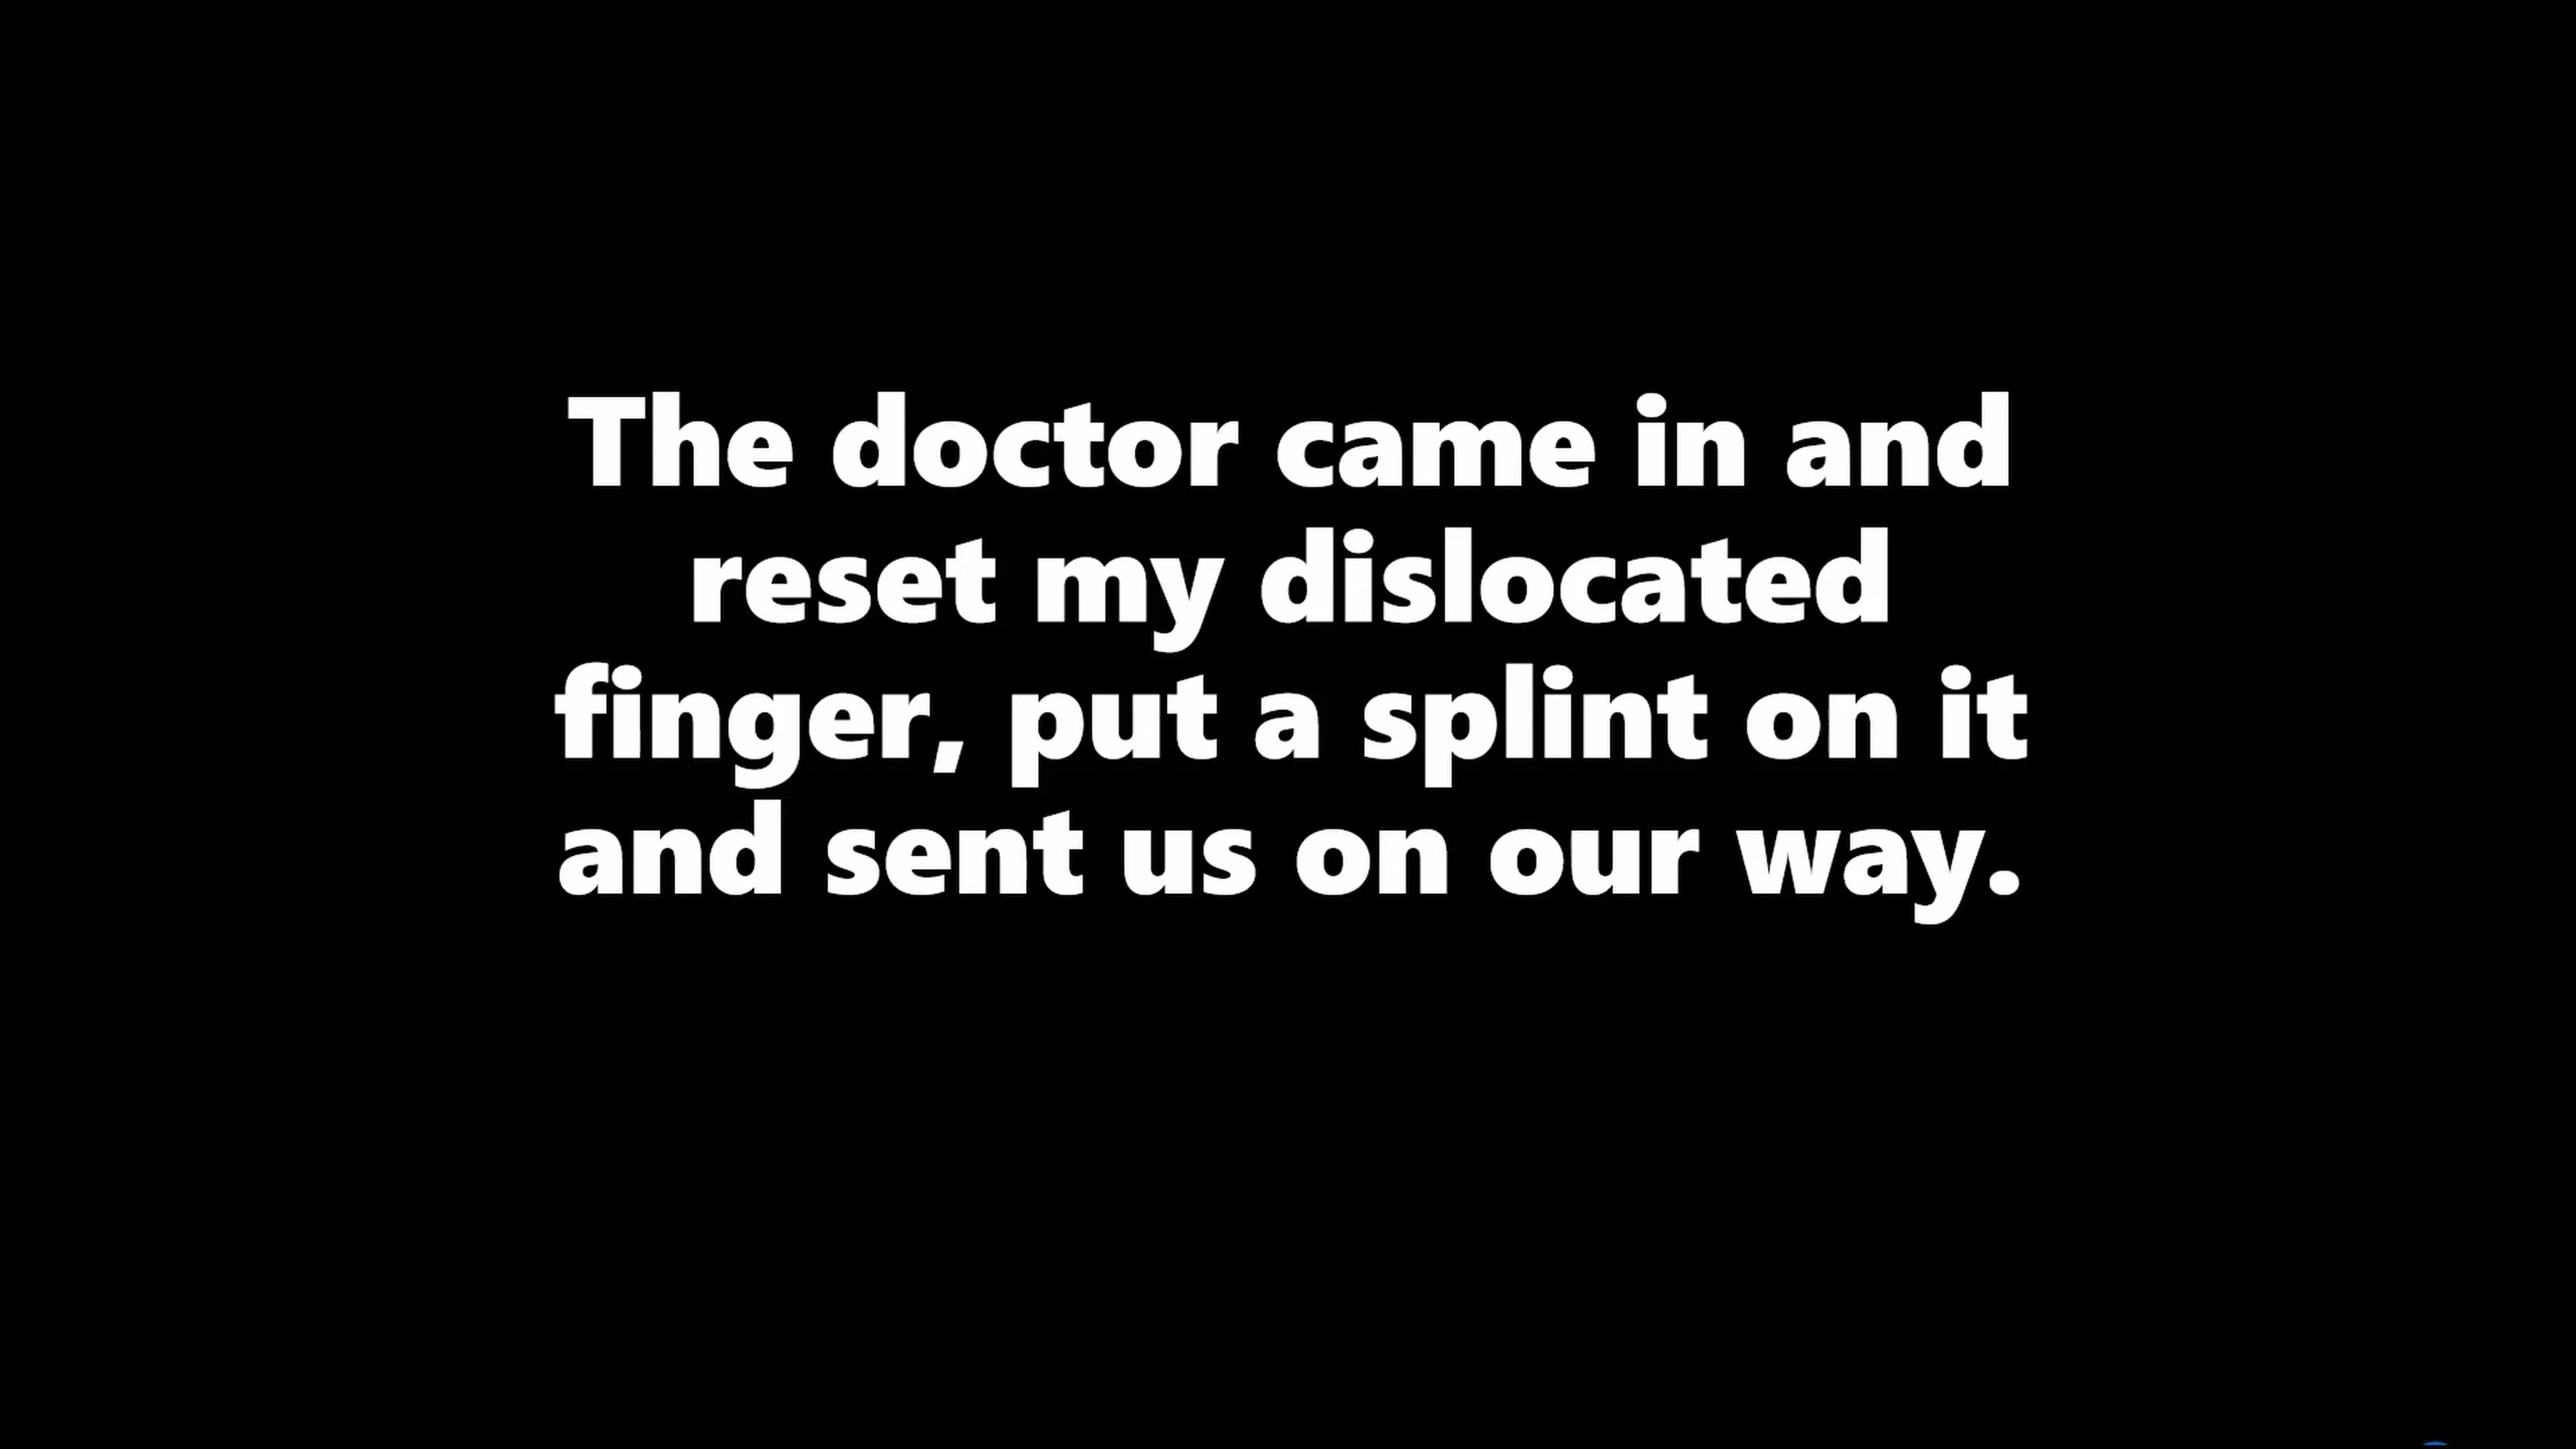 The doctor came in and
reset my dislocated
finger, put a splint on it
and sent us on our way.